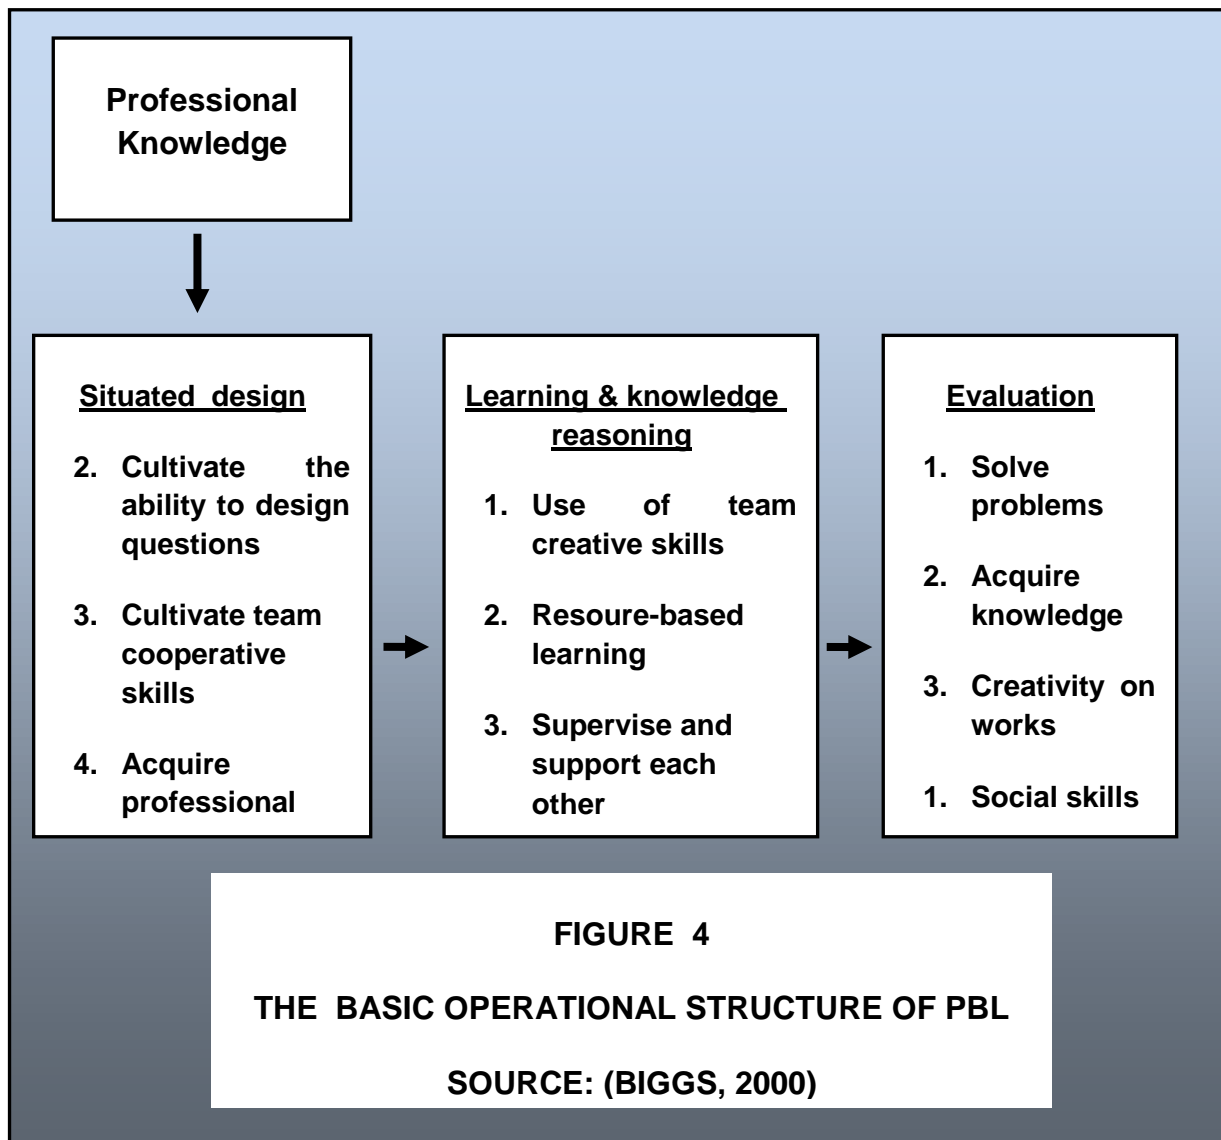 Professional
Knowledge
Situated design
2. Cultivate the
ability to design
questions
3. Cultivate team
cooperative
skills
4. Acquire
professional
Learning & knowledge
reasoning
1. Use of team
creative skills
2. Resoure-based
learning
3. Supervise and
support each
other
Evaluation
1. Solve
problems
2. Acquire
knowledge
3. Creativity on
works
1. Social skills
FIGURE 4
THE BASIC OPERATIONAL STRUCTURE OF PBL
SOURCE: (BIGGS, 2000)